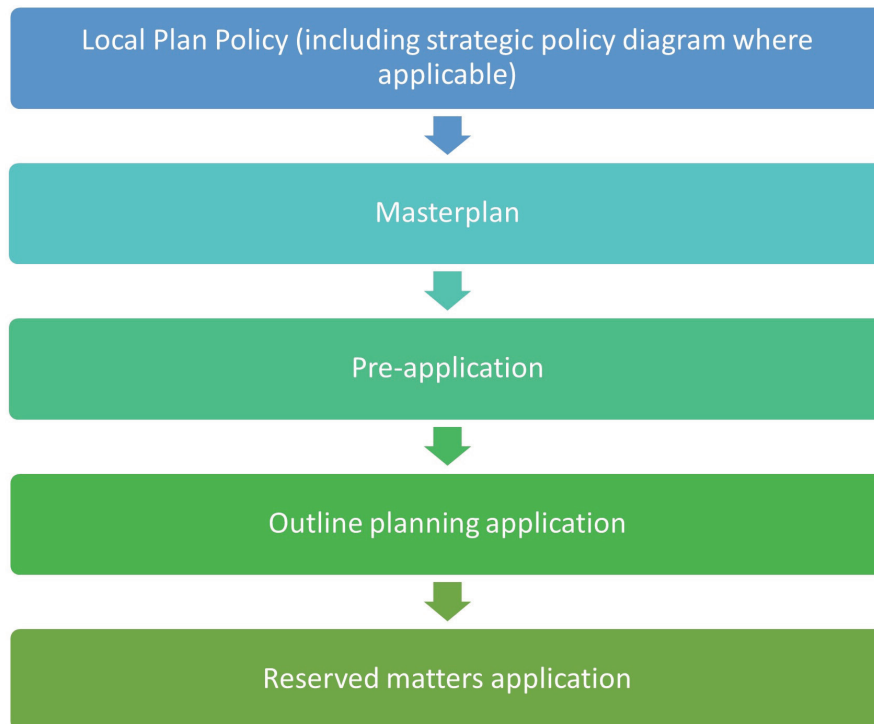 Local Plan Policy (including strategic policy diagram where
applicable)
Masterplan
Pre-application
Outline planning application
Reserved matters application